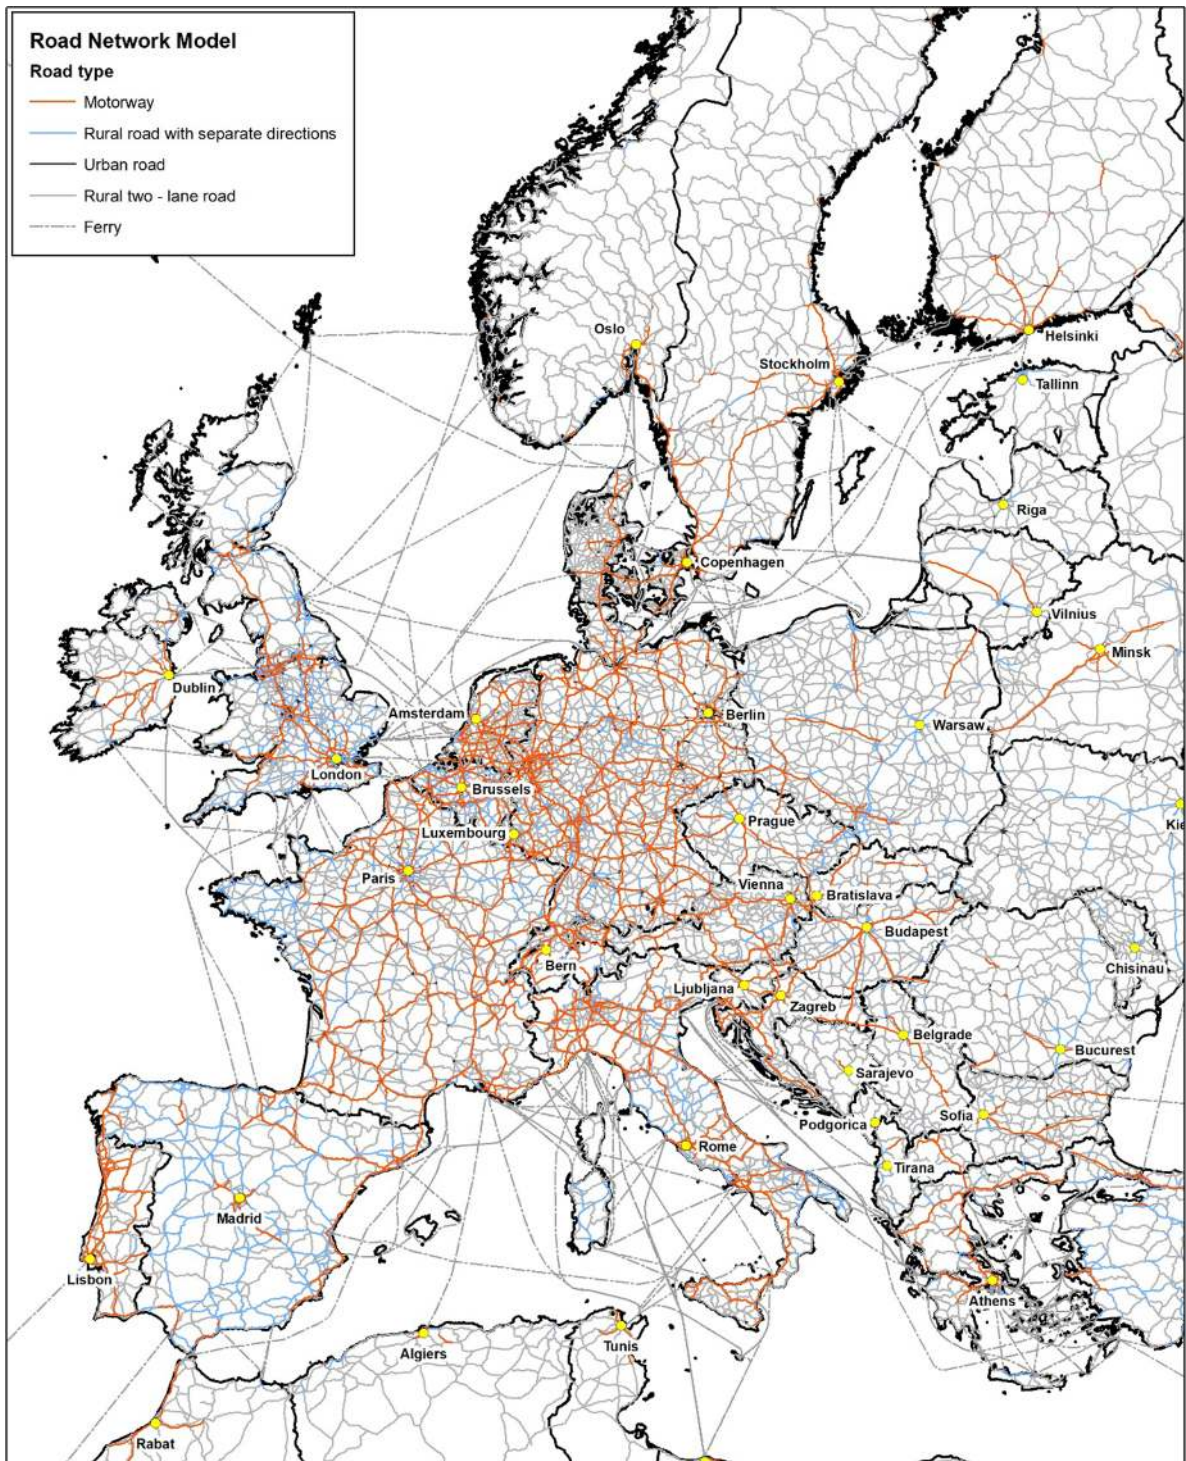 Road Network Model
Road type
Motorway
Rural road with separate directions
Urban road
Rural two - lane road
Ferry
Oslo
Helsinki
Stockholm
Tallinn
Riga
Copenhagen
Vilnius
Minsk
Dublin
Amsterdam
Berlin
Warsaw
London
Brussels
Prague
Kie
Luxembourg
Paris
Vienna
Bratislava
Budapest
Chisinau
Bern
Ljubljana
Zagreb
Belgrade
Bucurest
Sarajevo
Sofia
Podgorica
Rome
Tirana
Madrid
Lisbon
Athens
Algiers
Tunis
Rabat